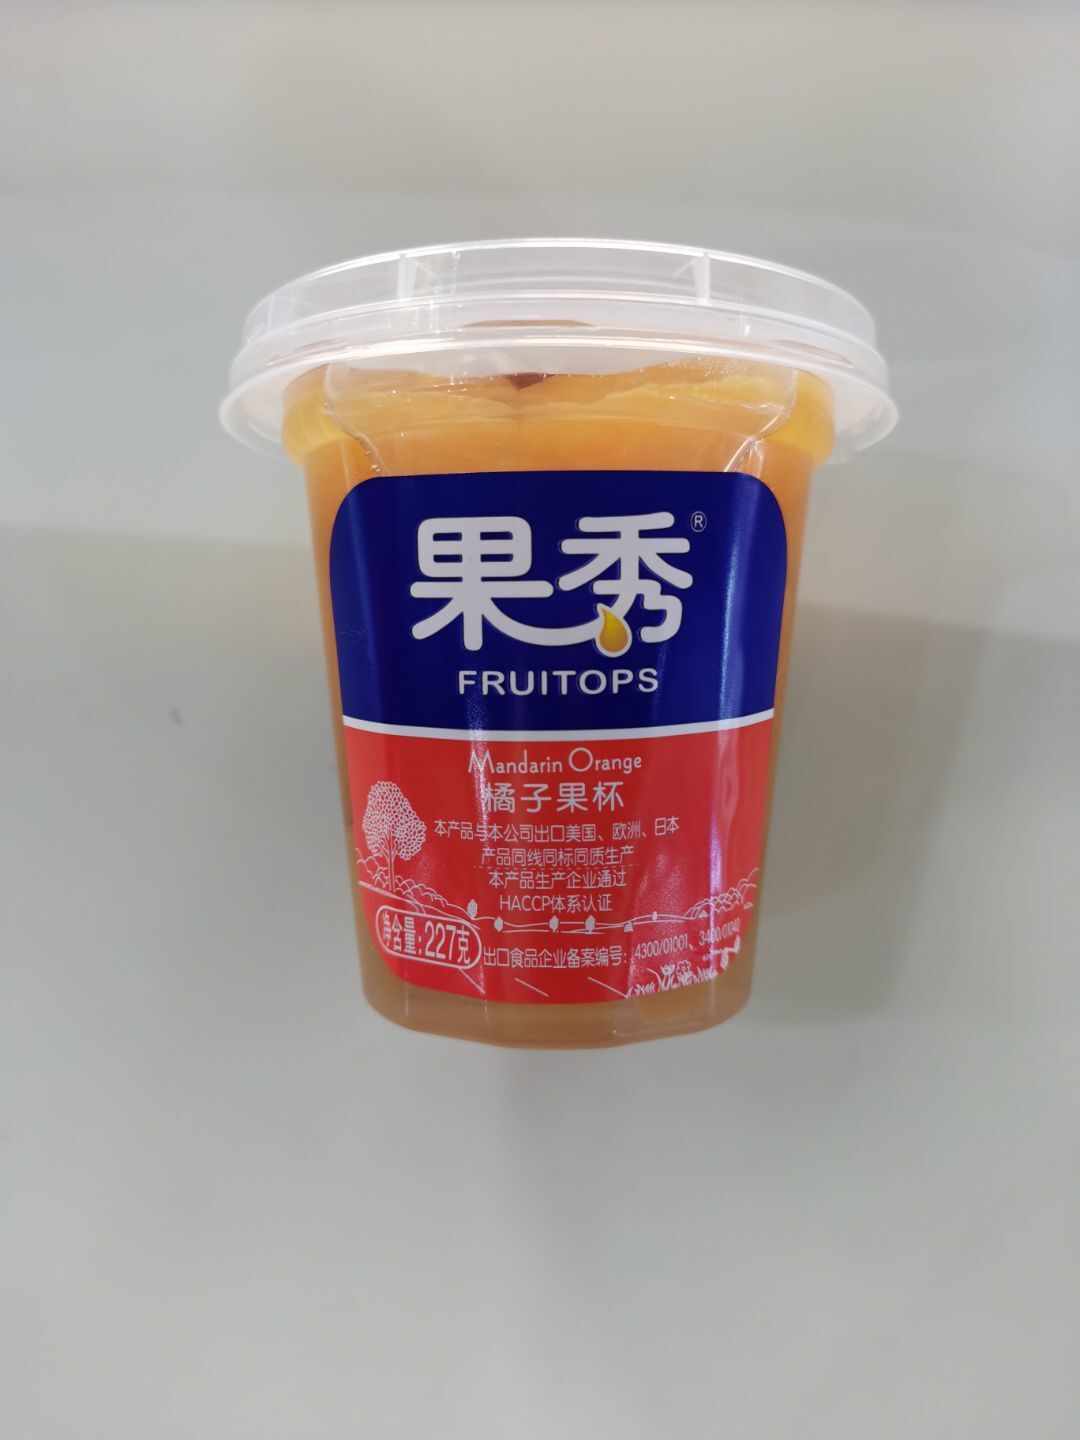 果秀®
FRUITOPS
Mandarin Orange
橘子果杯
本产品与本公司出口美国、欧洲、日本
产品同线同标同质生产
本产品生产企业通过
HACCP体系认证
净含量:227克
出口食品企业备案编号:4300/01001、3400/01040